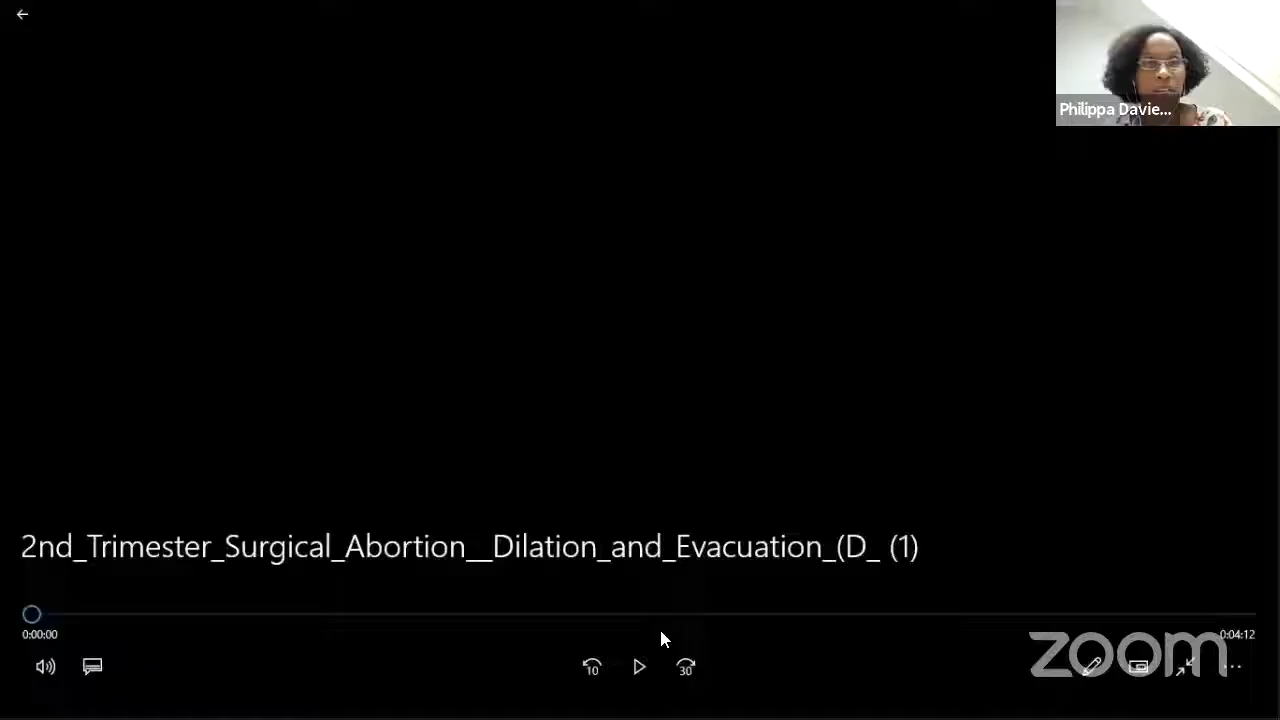 Philippa Davie...
2nd_Trimester_Surgical_Abortion__Dilation_and_Evacuation_(D_ (1)
0:00:00
0:04:12
10
30
zoom